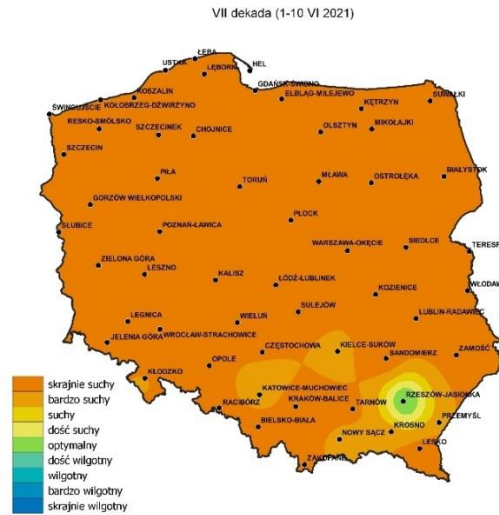 VII dekada (1-10 VI 2021)
ŁEBA
USTKA
LĘBORK
HEL
KOSZALIN
GDAŃSK-ŚWIBNO
ŚWINOUJŚCIE
KOŁOBRZEG-DŹWIRZYNO
ELBLĄG-MILEJEWO
SUWAŁKI
KĘTRZYN
RESKO-SMÓLSKO
SZCZECINEK
CHOJNICE
OLSZTYN
MIKOŁAJKI
SZCZECIN
PIŁA
TORUŃ
MŁAWA
OSTROŁĘKA
BIAŁYSTOK
GORZÓW WIELKOPOLSKI
PŁOCK
SŁUBICE
POZNAŃ-ŁAWICA
WARSZAWA-OKĘCIE
SIEDLCE
TERESP
ZIELONA GÓRA
LESZNO
KALISZ
ŁÓDŹ-LUBLINEK
KOZIENICE
WŁODAW
LEGNICA
WIELUŃ
SULEJÓW
LUBLIN-RADAWIEC
JELENIA GÓRA
WROCŁAW-STRACHOWICE
CZĘSTOCHOWA
KIELCE-SUKÓW
SANDOMIERZ
ZAMOŚĆ
OPOLE
KŁODZKO
KATOWICE-MUCHOWIEC
KRAKÓW-BALICE
TARNÓW
RZESZÓW-JASIONKA
RACIBÓRZ
PRZEMYŚL
BIELSKO-BIAŁA
NOWY SĄCZ
KROSNO
LESKO
ZAKOPANE
skrajnie suchy
bardzo suchy
suchy
dość suchy
optymalny
dość wilgotny
wilgotny
bardzo wilgotny
skrajnie wilgotny